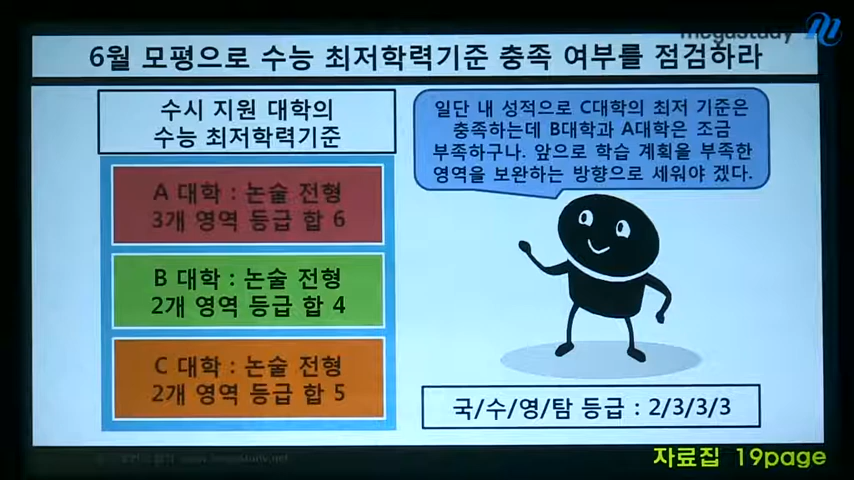 megastudy
6월 모평으로 수능 최저학력기준 충족 여부를 점검하라
수시 지원 대학의
수능 최저학력기준
A 대학 : 논술 전형
3개 영역 등급 합 6
B 대학 : 논술 전형
2개 영역 등급 합 4
C 대학 : 논술 전형
2개 영역 등급 합 5
일단 내 성적으로 C대학의 최저 기준은
충족하는데 B대학과 A대학은 조금
부족하구나. 앞으로 학습 계획을 부족한
영역을 보완하는 방향으로 세워야 겠다.
국/수/영/탐 등급 : 2/3/3/3
자료집 19page